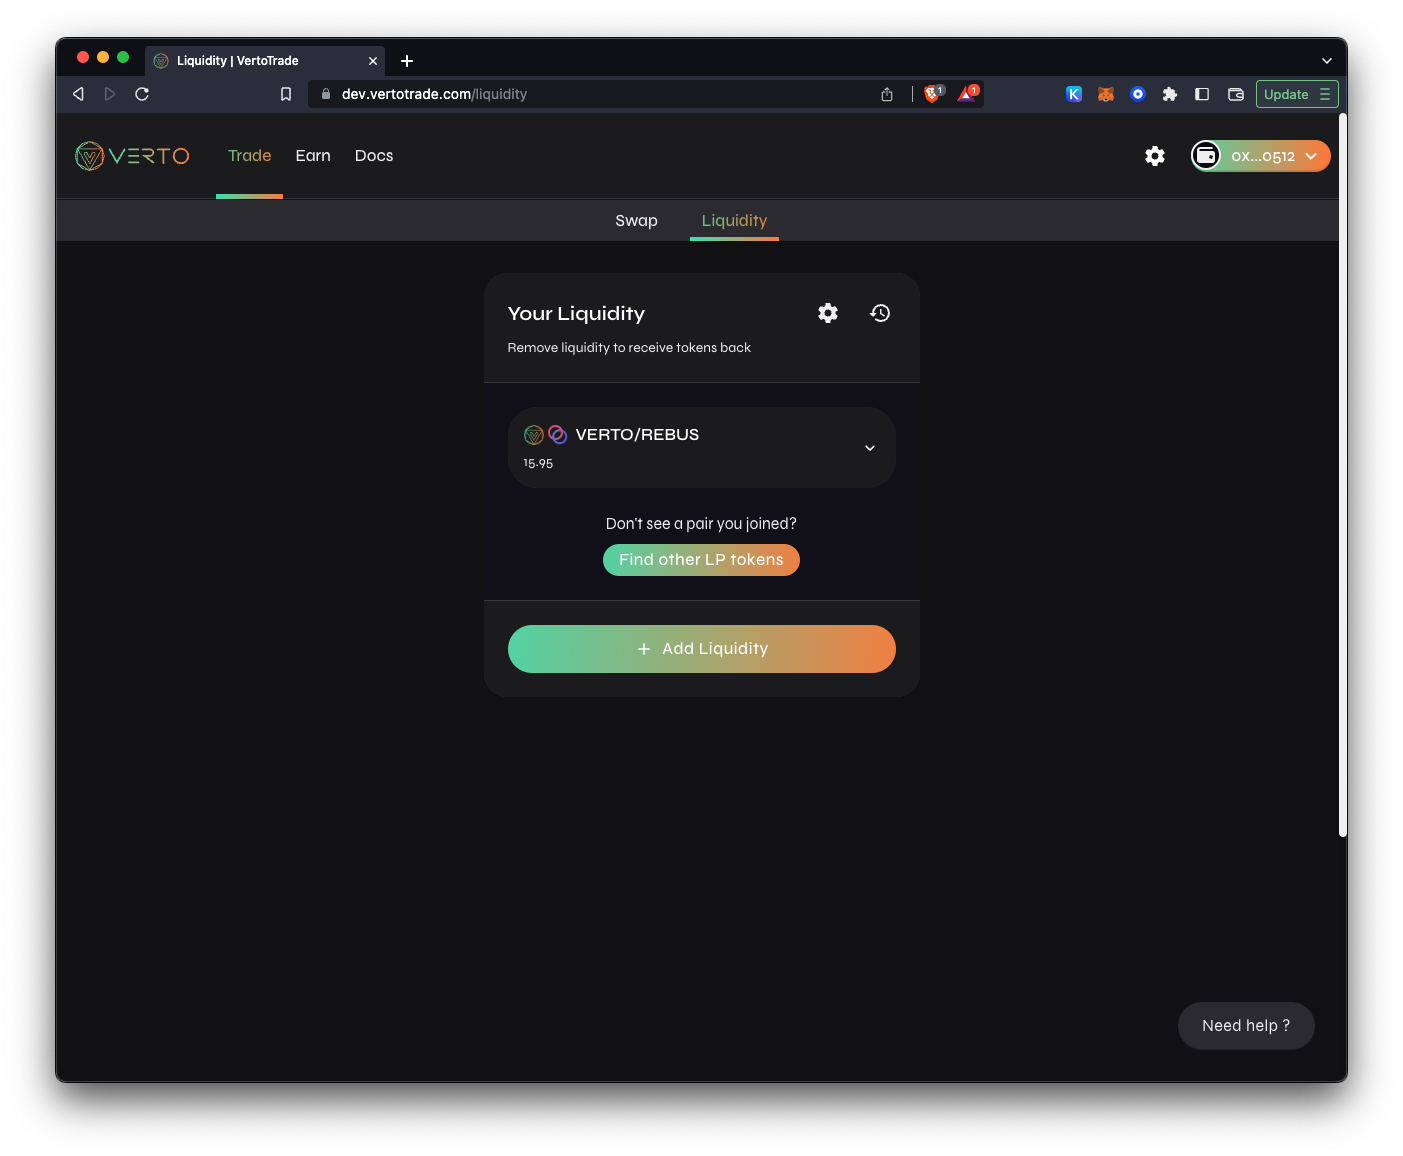 Liquidity | VertoTrade
dev.vertotrade.com/liquidity
1
1
K
Update
VERTO
Trade
Earn
Docs
0x...0512
Swap
Liquidity
Your Liquidity
Remove liquidity to receive tokens back
VERTO/REBUS
15.95
Don't see a pair you joined?
Find other LP tokens
+ Add Liquidity
Need help ?